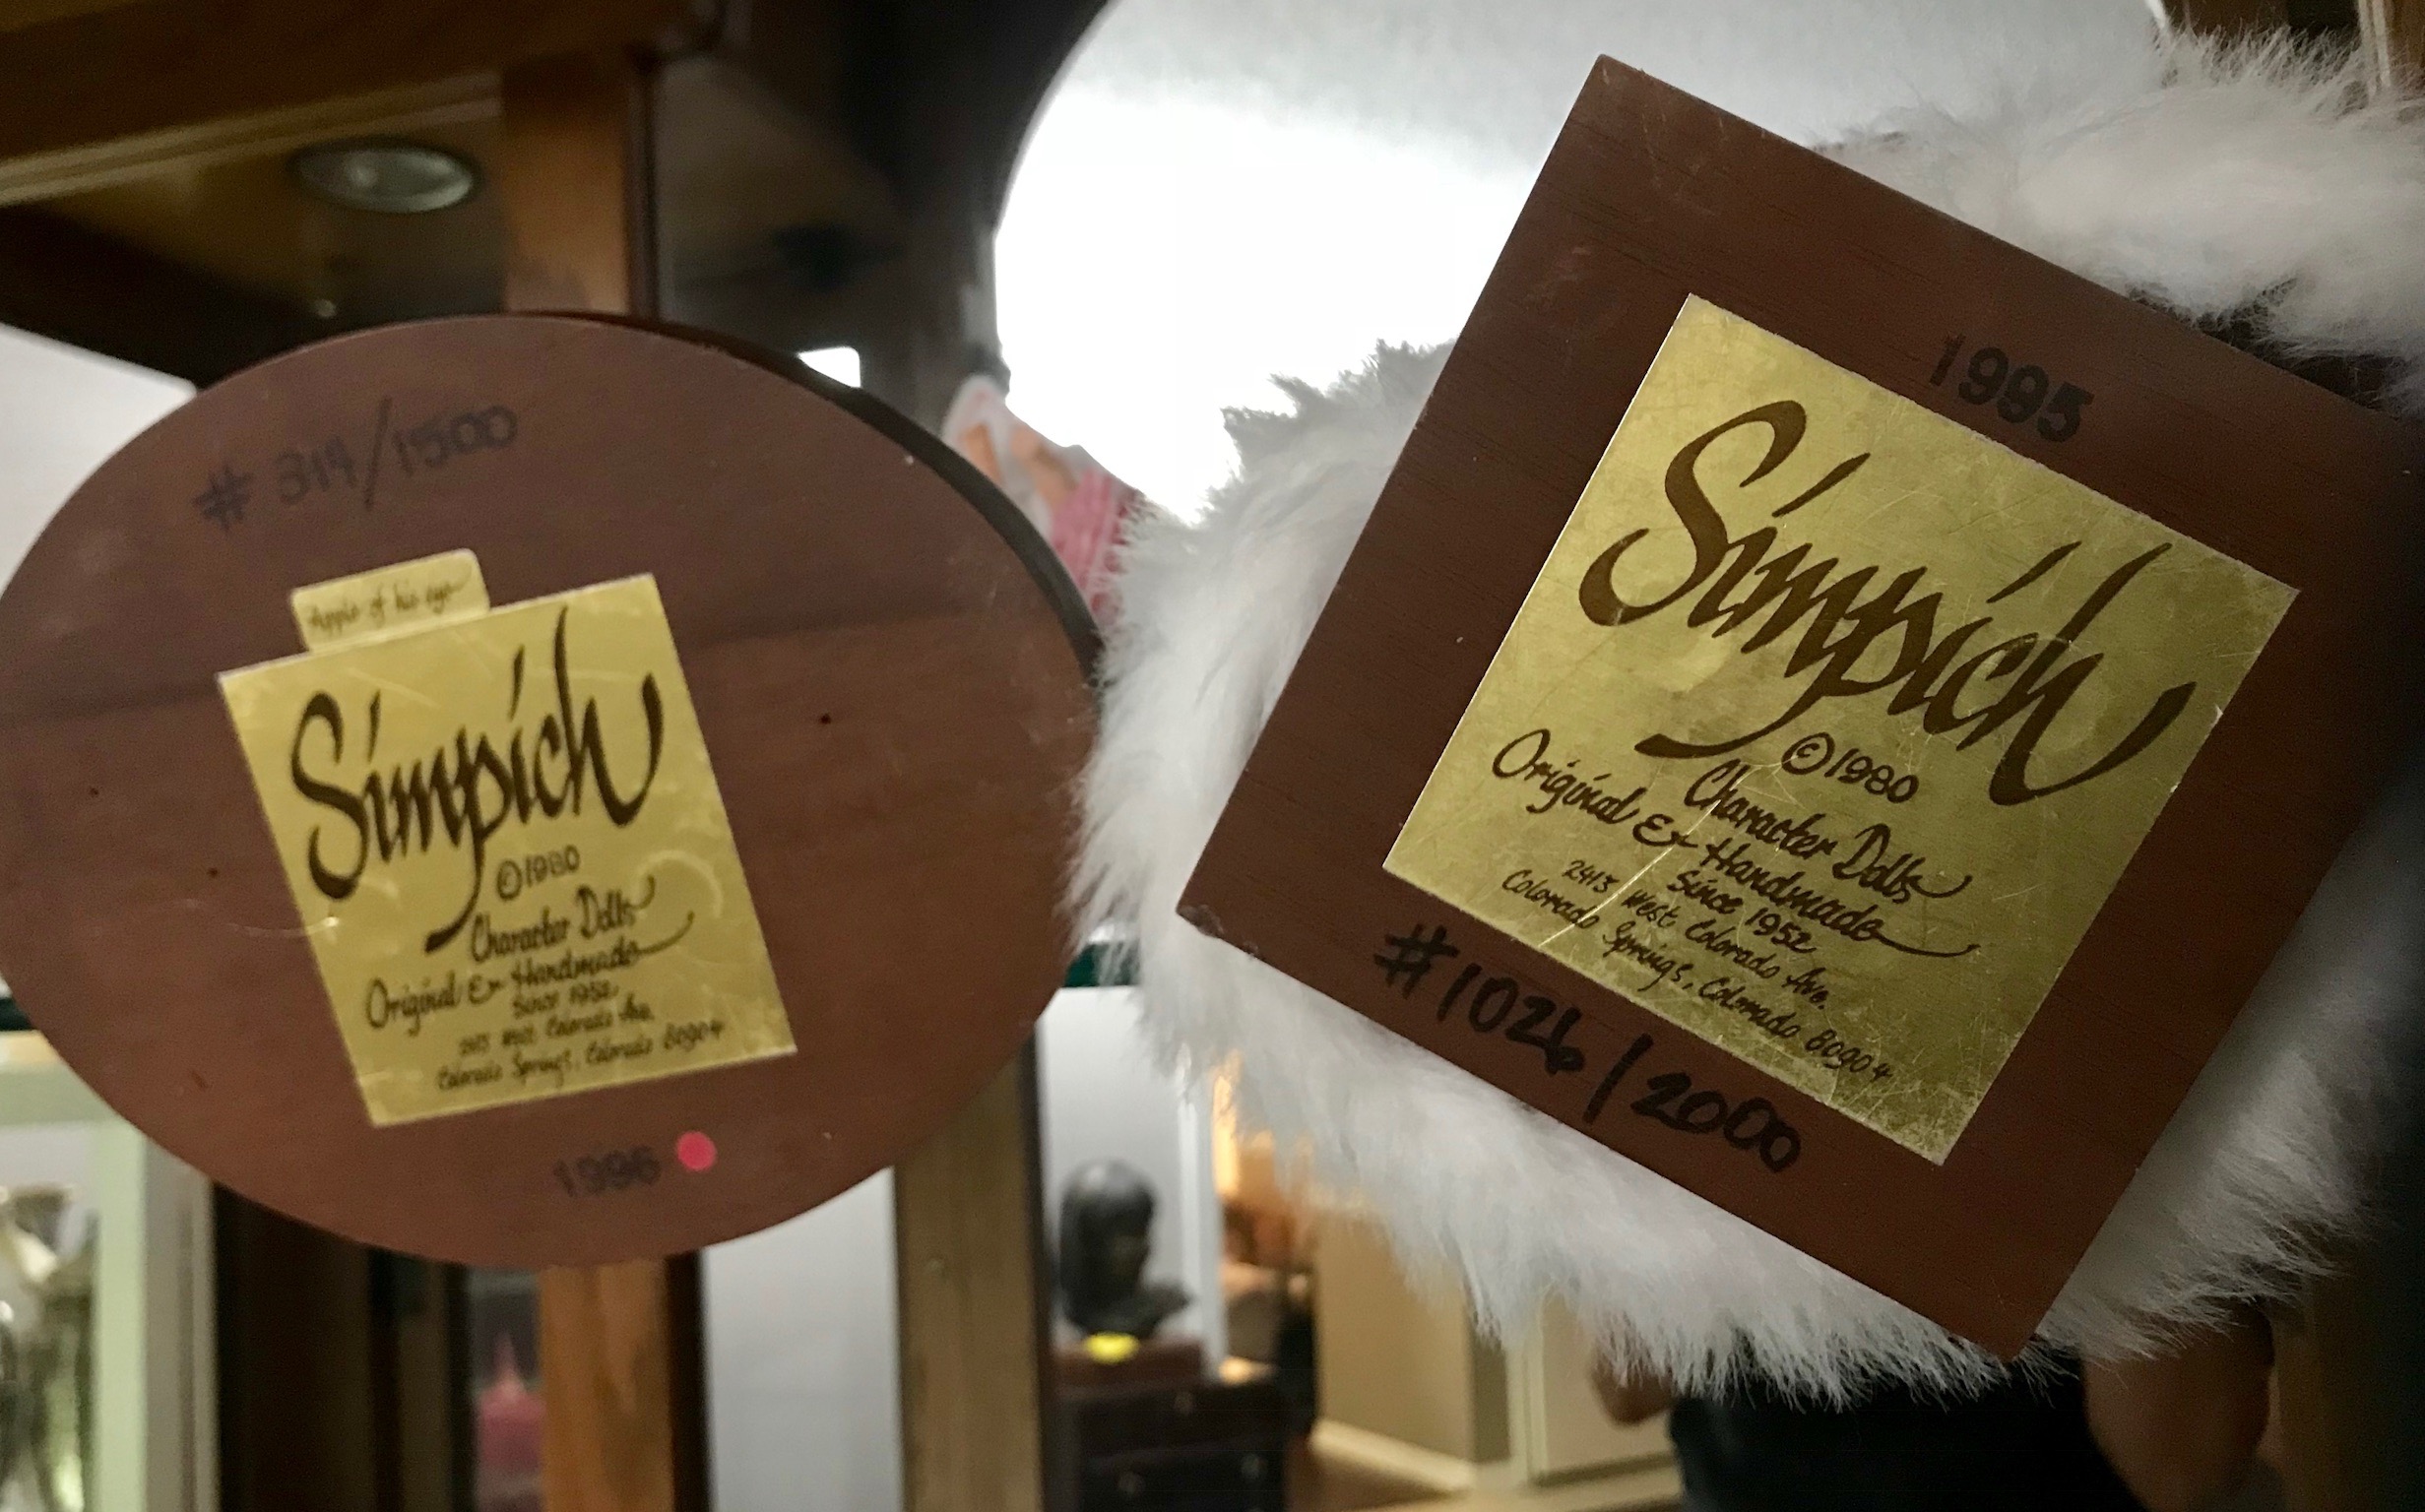 # 319/1500
Apple of his eye
Simpich
©1980
Character Dolls
Original & Handmade
Since 1952
2413 West Colorado Ave.
Colorado Springs, Colorado 80904
1996
1995
Simpich
©1980
Character Dolls
Original & Handmade
Since 1952
2413 West Colorado Ave.
Colorado Springs, Colorado 80904
#1026/2000